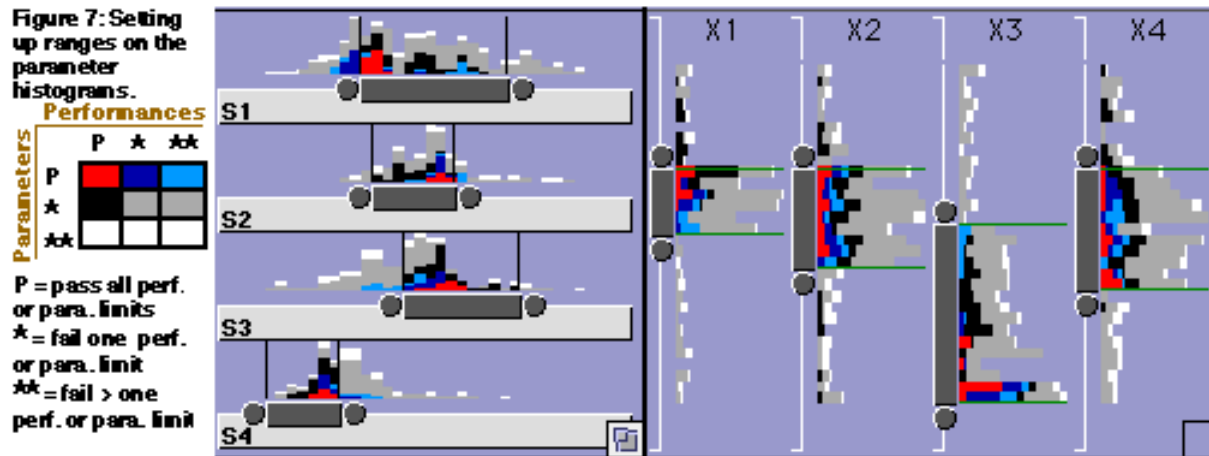 Figure 7: Setting
up ranges on the
parameter
histograms.
Performances
P * **
Parameters
P
*
**
P = pass all perf.
or para. limits
* = fail one perf.
or para. limit
** = fail > one
perf. or para. limit
S1
S2
S3
S4
X1 X2 X3 X4